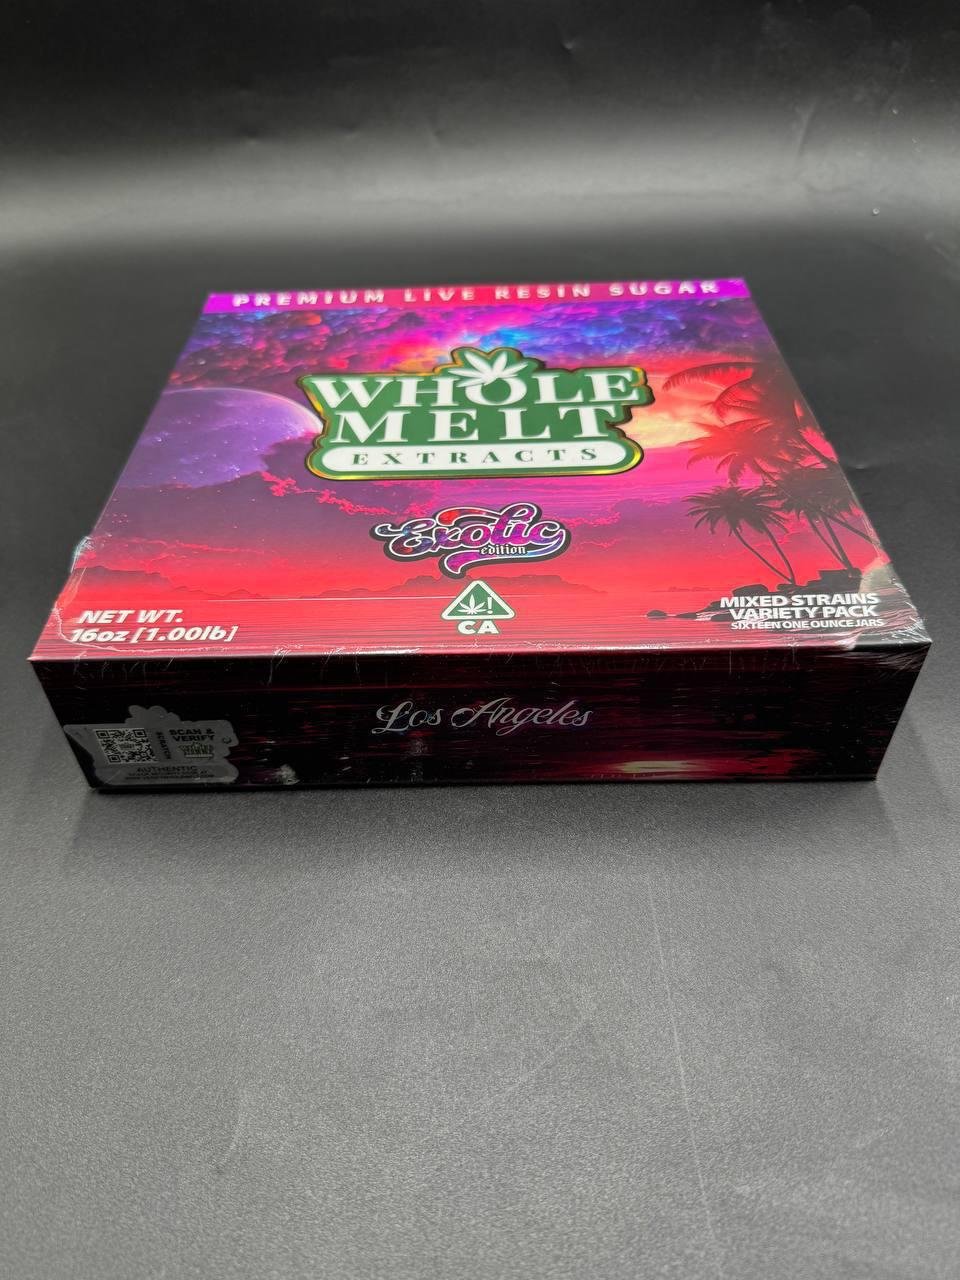 PREMIUM LIVE RESIN SUGAR
WHOLE
MELT
EXTRACTS
Exotic
edition
NET WT.
16oz [1.00lb]
CA
MIXED STRAINS
VARIETY PACK
SIXTEEN ONE OUNCE JARS
Los Angeles
SCAN &
VERIFY
SCRATCH
AUTHENTIC